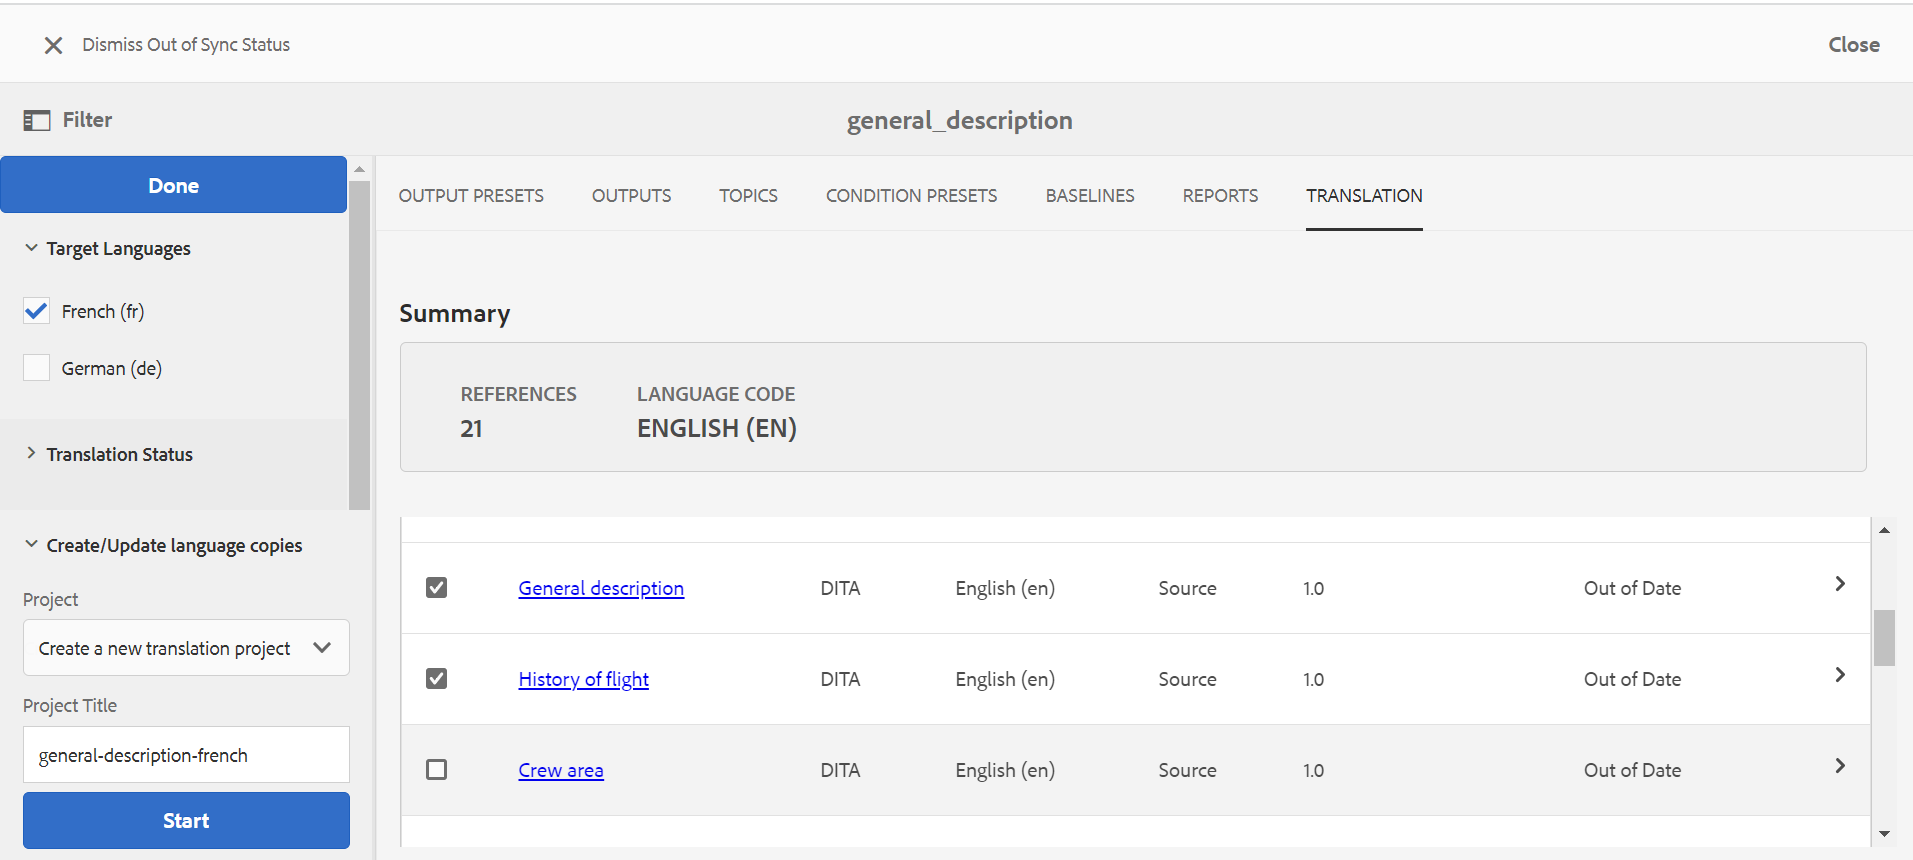 Dismiss Out of Sync Status
Close
Filter
general_description
Done
OUTPUT PRESETS OUTPUTS TOPICS CONDITION PRESETS BASELINES REPORTS TRANSLATION
Target Languages
French (fr)
German (de)
Translation Status
Create/Update language copies
Project
Create a new translation project
Project Title
general-description-french
Start
Summary
REFERENCES LANGUAGE CODE
21 ENGLISH (EN)
General description DITA English (en) Source 1.0 Out of Date
History of flight DITA English (en) Source 1.0 Out of Date
Crew area DITA English (en) Source 1.0 Out of Date